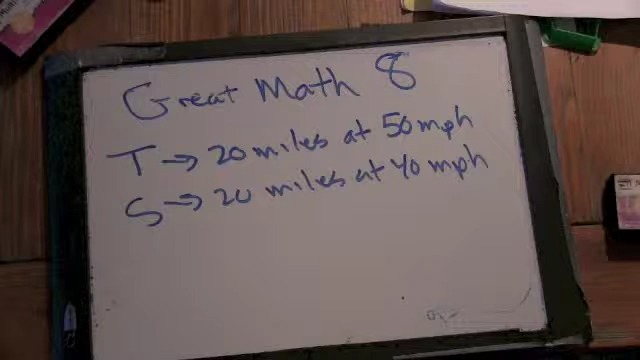 Great Math 8
T → 20 miles at 50 mph
S → 20 miles at 40 mph